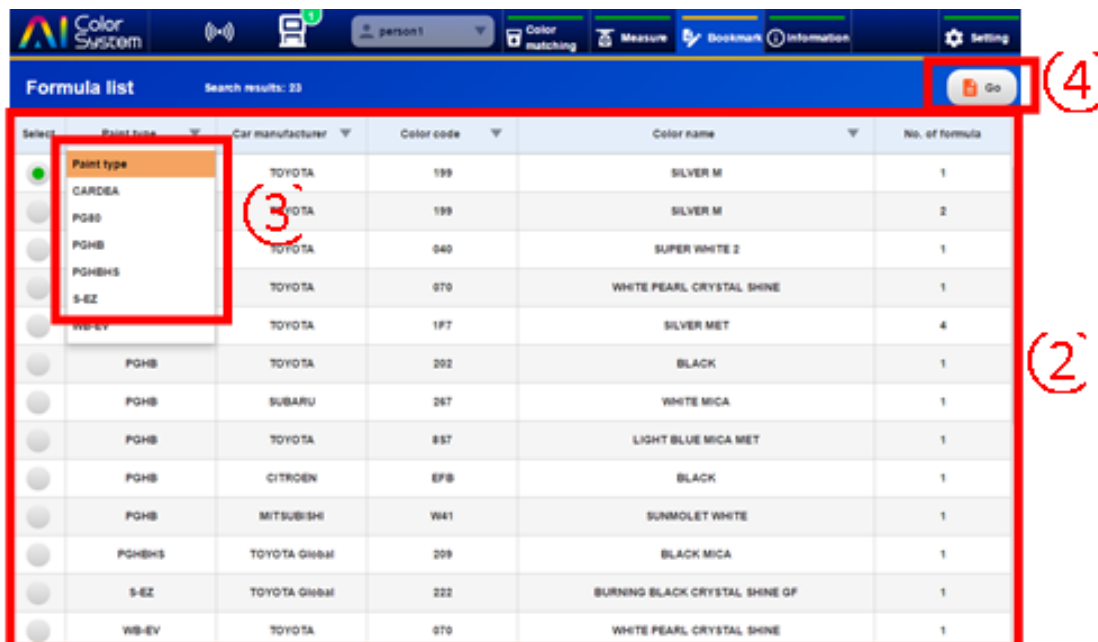 AI Color System
1
person1
Color matching
Measure
Bookmark
Information
Setting
Formula list
Search results: 23
Go
(4)
Select Paint type Car manufacturer Color code Color name No. of formula
Paint type
CARDEA
PG80
PGHB
PGHBHS
S-EZ
WB-EV
(3)
TOYOTA 199 SILVER M 1
TOYOTA 199 SILVER M 2
TOYOTA 040 SUPER WHITE 2 1
TOYOTA 070 WHITE PEARL CRYSTAL SHINE 1
TOYOTA 1F7 SILVER MET 4
(2)
PGHB TOYOTA 202 BLACK 1
PGHB SUBARU 267 WHITE MICA 1
PGHB TOYOTA 8S7 LIGHT BLUE MICA MET 1
PGHB CITROEN EFB BLACK 1
PGHB MITSUBISHI W41 SUNMOLET WHITE 1
PGHBHS TOYOTA Global 209 BLACK MICA 1
S-EZ TOYOTA Global 222 BURNING BLACK CRYSTAL SHINE GF 1
WB-EV TOYOTA 070 WHITE PEARL CRYSTAL SHINE 1